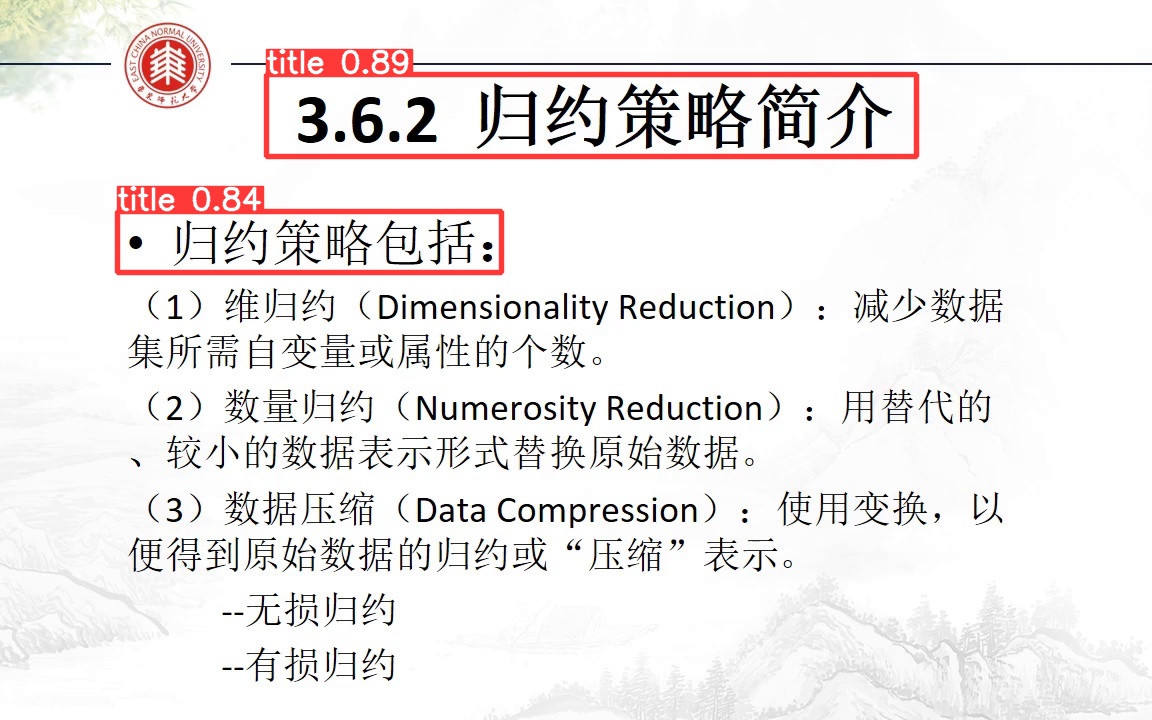 EAST CHINA NORMAL UNIVERSITY
華東師范大学
title 0.89
3.6.2 归约策略简介
title 0.84
• 归约策略包括：
（1）维归约（Dimensionality Reduction）：减少数据
集所需自变量或属性的个数。
（2）数量归约（Numerosity Reduction）：用替代的
、较小的数据表示形式替换原始数据。
（3）数据压缩（Data Compression）：使用变换，以
便得到原始数据的归约或“压缩”表示。
--无损归约
--有损归约